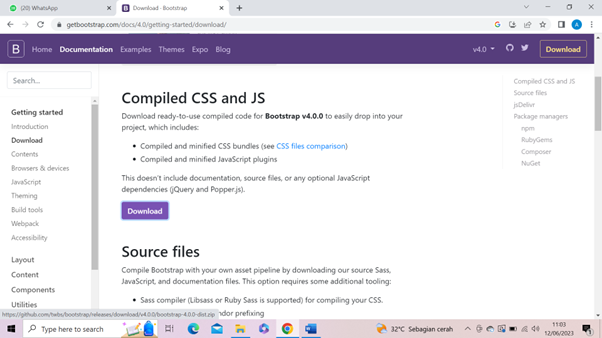 (20) WhatsApp
Download · Bootstrap
getbootstrap.com/docs/4.0/getting-started/download/
B Home Documentation Examples Themes Expo Blog v4.0 Download
Search...
Getting started
Introduction
Download
Contents
Browsers & devices
JavaScript
Theming
Build tools
Webpack
Accessibility
Layout
Content
Components
Utilities
Compiled CSS and JS
Download ready-to-use compiled code for Bootstrap v4.0.0 to easily drop into your
project, which includes:
• Compiled and minified CSS bundles (see CSS files comparison)
• Compiled and minified JavaScript plugins
This doesn't include documentation, source files, or any optional JavaScript
dependencies (jQuery and Popper.js).
Download
Source files
Compile Bootstrap with your own asset pipeline by downloading our source Sass,
JavaScript, and documentation files. This option requires some additional tooling:
• Sass compiler (Libsass or Ruby Sass is supported) for compiling your CSS.
ndor prefixing
Compiled CSS and JS
Source files
jsDelivr
Package managers
npm
RubyGems
Composer
NuGet
https://github.com/twbs/bootstrap/releases/download/v4.0.0/bootstrap-4.0.0-dist.zip
Type here to search
32°C Sebagian cerah
11:03
12/06/2023